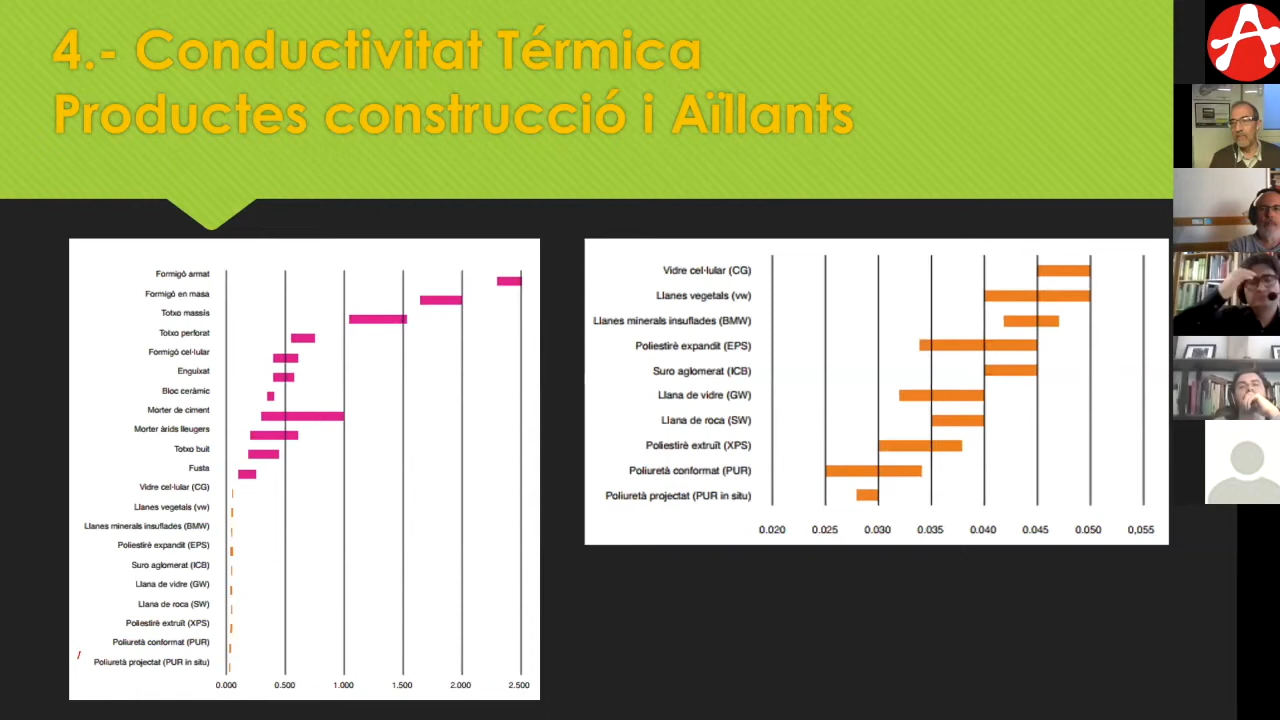 4.- Conductivitat Térmica
Productes construcció i Aïllants
Formigó armat
Formigó en masa
Totxo massís
Totxo perforat
Formigó cel·lular
Enguixat
Bloc ceràmic
Morter de ciment
Morter àrids lleugers
Totxo buit
Fusta
Vidre cel·lular (CG)
Llanes vegetals (vw)
Llanes minerals insuflades (BMW)
Poliestirè expandit (EPS)
Suro aglomerat (ICB)
Llana de vidre (GW)
Llana de roca (SW)
Poliestirè extruït (XPS)
Poliuretà conformat (PUR)
Poliuretà projectat (PUR in situ)
0.000 0.500 1.000 1.500 2.000 2.500
Vidre cel·lular (CG)
Llanes vegetals (vw)
Llanes minerals insuflades (BMW)
Poliestirè expandit (EPS)
Suro aglomerat (ICB)
Llana de vidre (GW)
Llana de roca (SW)
Poliestirè extruït (XPS)
Poliuretà conformat (PUR)
Poliuretà projectat (PUR in situ)
0.020 0.025 0.030 0.035 0.040 0.045 0.050 0,055